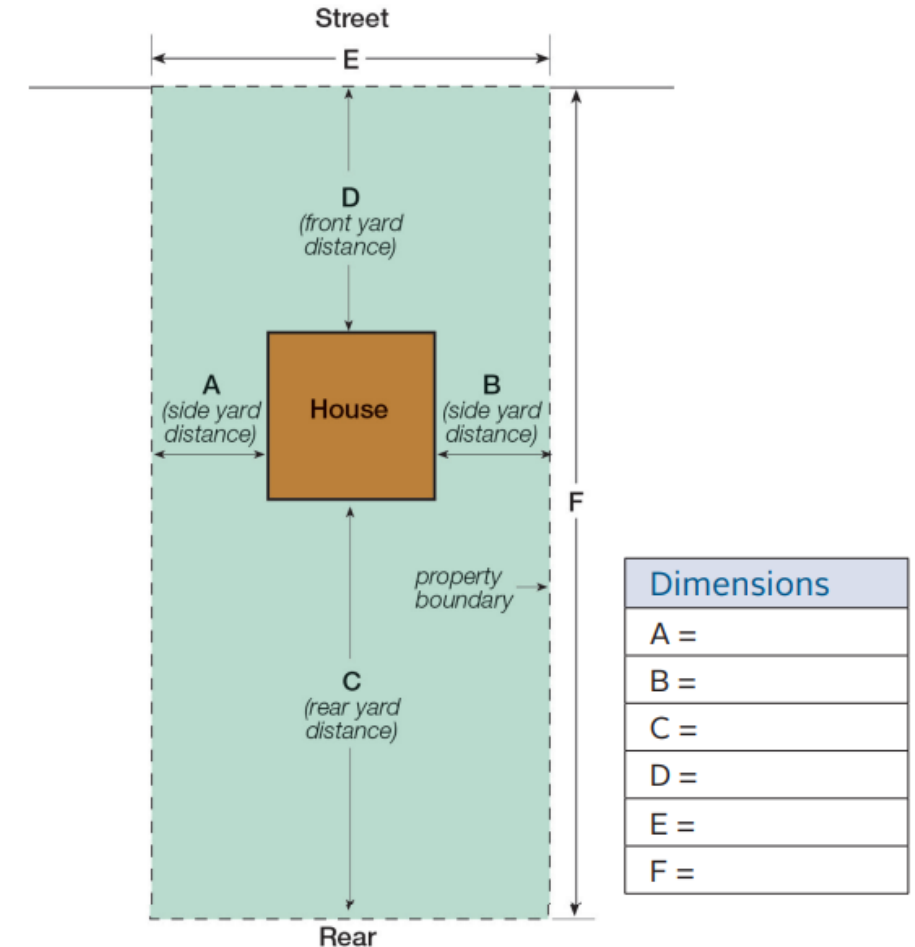 Street
E
D
(front yard
distance)
A
(side yard
distance)
House
B
(side yard
distance)
F
property
boundary
C
(rear yard
distance)
Rear
Dimensions
A =
B =
C =
D =
E =
F =